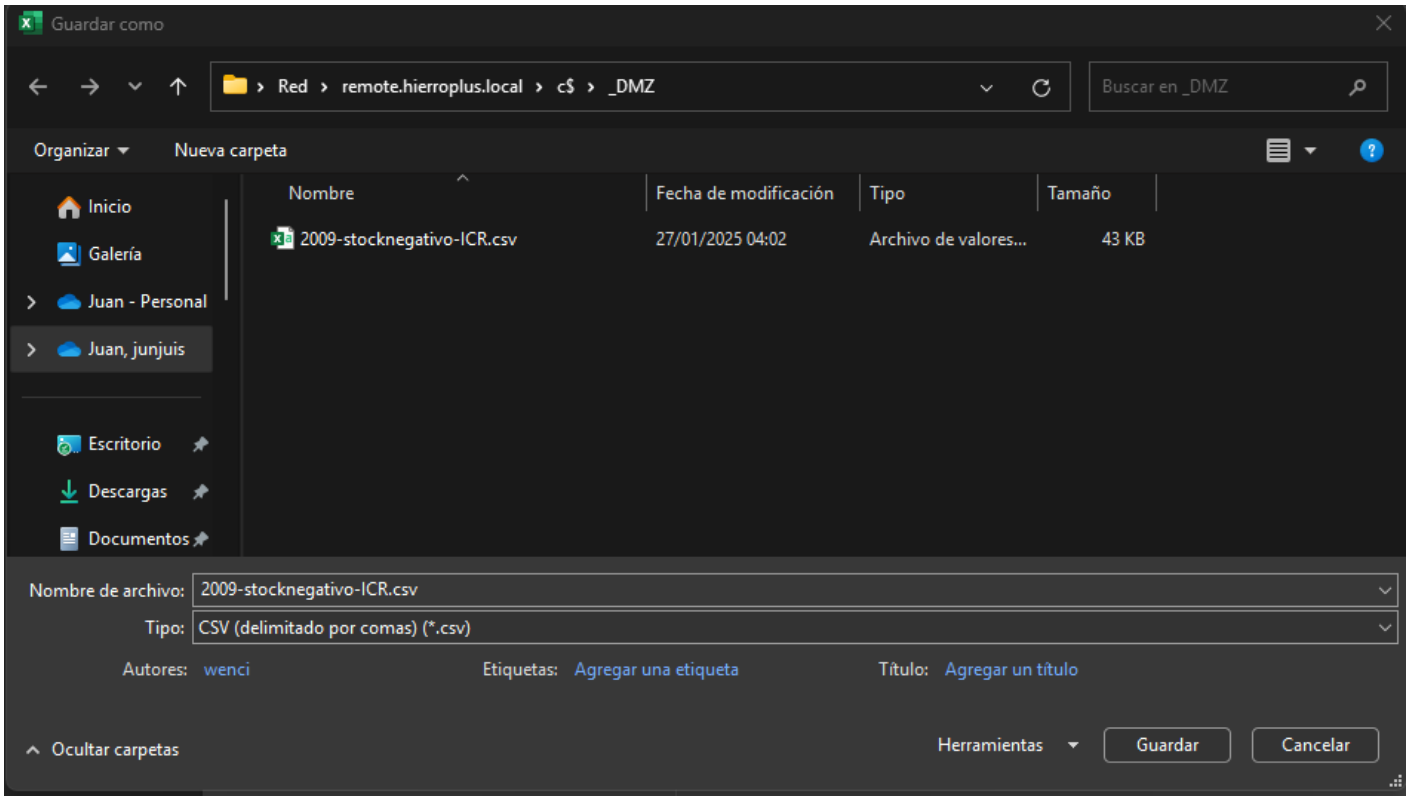 Guardar como
Red > remote.hierroplus.local > c$ > _DMZ
Buscar en _DMZ
Organizar
Nueva carpeta
Nombre
Fecha de modificación
Tipo
Tamaño
Inicio
Galería
Juan - Personal
Juan, junjuis
Escritorio
Descargas
Documentos
2009-stocknegativo-ICR.csv
27/01/2025 04:02
Archivo de valores...
43 KB
Nombre de archivo: 2009-stocknegativo-ICR.csv
Tipo: CSV (delimitado por comas) (*.csv)
Autores: wenci
Etiquetas: Agregar una etiqueta
Título: Agregar un título
Ocultar carpetas
Herramientas
Guardar
Cancelar